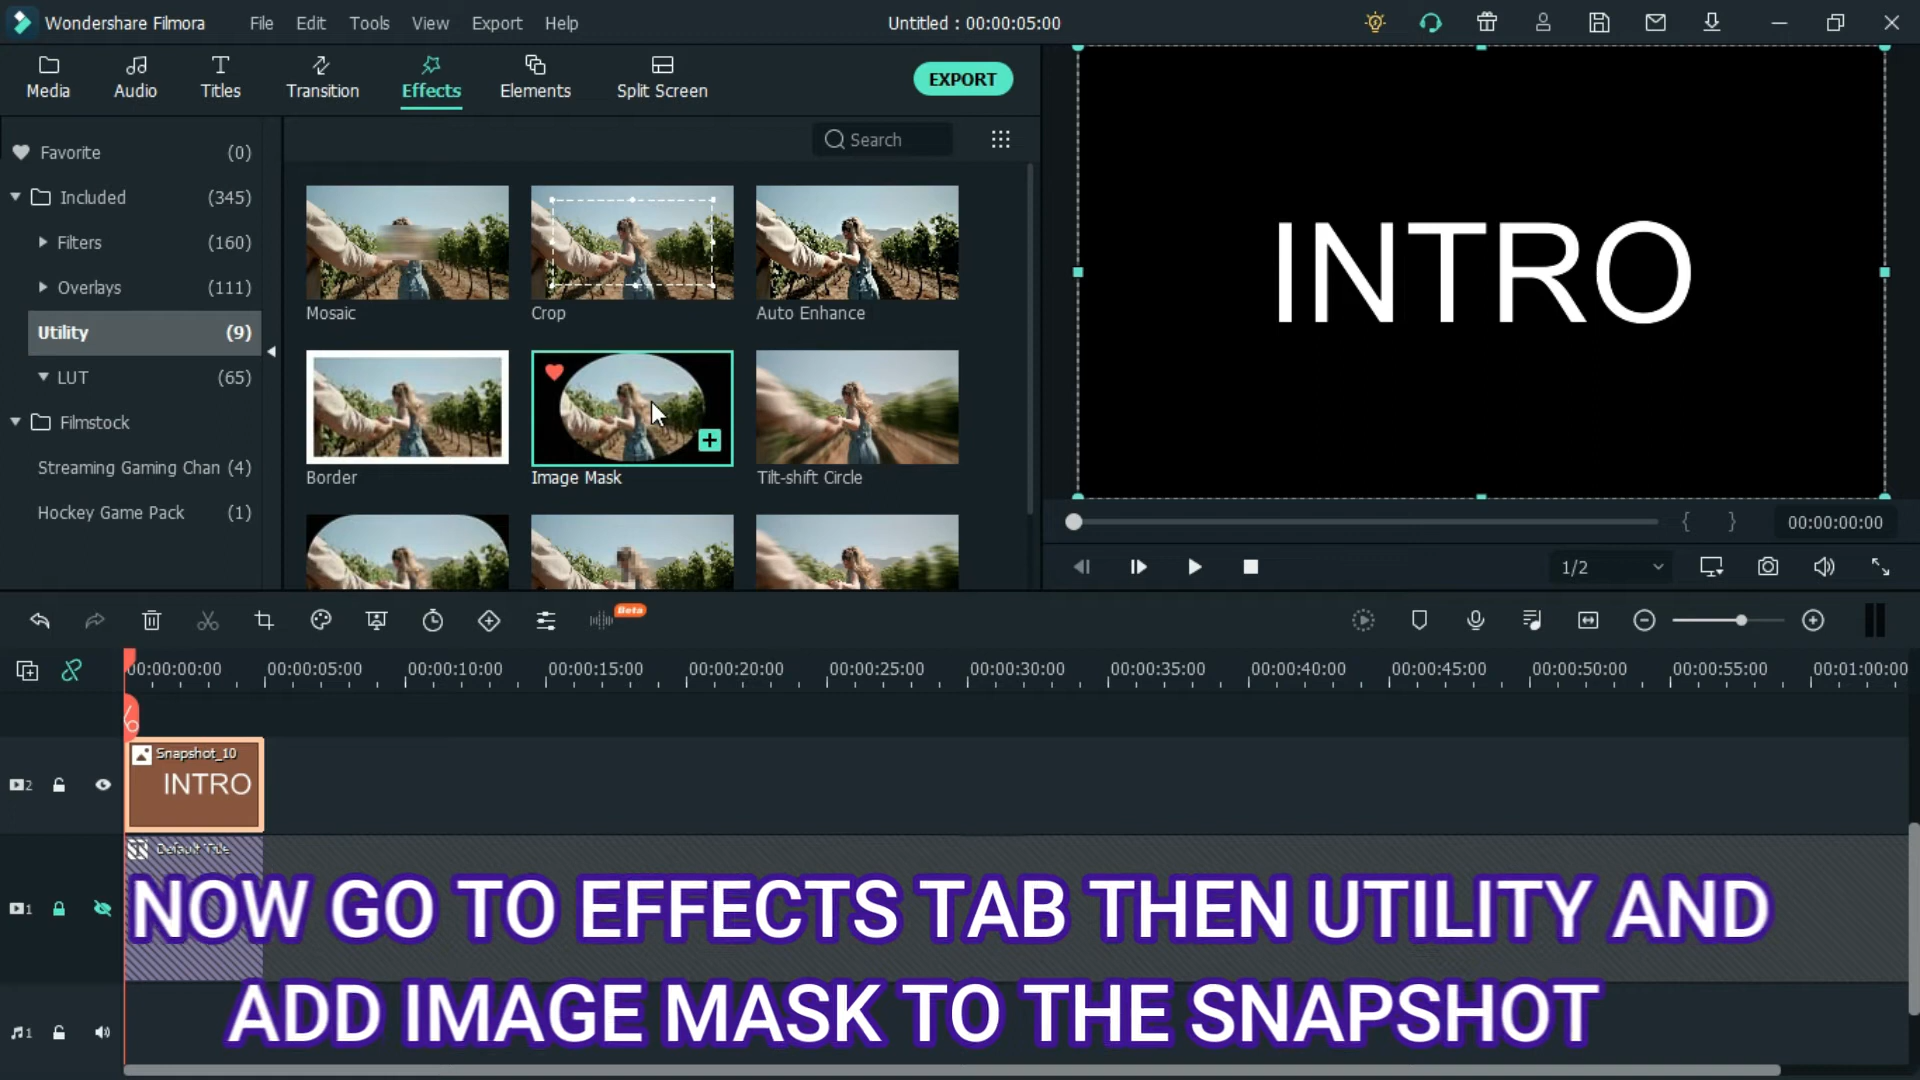 Wondershare Filmora
File Edit Tools View Export Help
Untitled : 00:00:05:00
Media Audio Titles Transition Effects Elements Split Screen
EXPORT
Search
Favorite (0)
Included (345)
Filters (160)
Overlays (111)
Utility (9)
LUT (65)
Filmstock
Streaming Gaming Chan (4)
Hockey Game Pack (1)
Mosaic Crop Auto Enhance
Border Image Mask Tilt-shift Circle
INTRO
00:00:00:00
1/2
Beta
00:00:00:00 00:00:05:00 00:00:10:00 00:00:15:00 00:00:20:00 00:00:25:00 00:00:30:00 00:00:35:00 00:00:40:00 00:00:45:00 00:00:50:00 00:00:55:00 00:01:00:00
Snapshot_10
INTRO
2
Default Title
1
NOW GO TO EFFECTS TAB THEN UTILITY AND
ADD IMAGE MASK TO THE SNAPSHOT
1